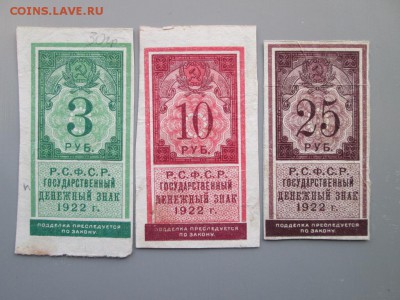 COINS.LAVE.RU
3
РУБ.
Р.С.Ф.С.Р.
ГОСУДАРСТВЕННЫЙ
ДЕНЕЖНЫЙ ЗНАК
1922 г.
ПОДДЕЛКА ПРЕСЛЕДУЕТСЯ
ПО ЗАКОНУ.
10
РУБ.
Р.С.Ф.С.Р.
ГОСУДАРСТВЕННЫЙ
ДЕНЕЖНЫЙ ЗНАК
1922 г.
ПОДДЕЛКА ПРЕСЛЕДУЕТСЯ
ПО ЗАКОНУ.
25
РУБ.
Р.С.Ф.С.Р.
ГОСУДАРСТВЕННЫЙ
ДЕНЕЖНЫЙ ЗНАК
1922 г.
ПОДДЕЛКА ПРЕСЛЕДУЕТСЯ
ПО ЗАКОНУ.